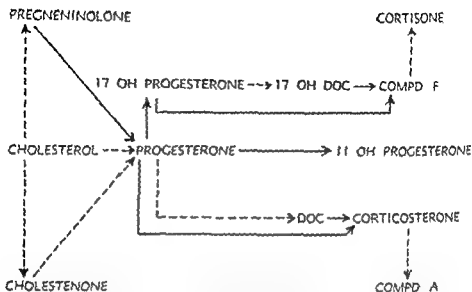 PREGNENINOLONE CORTISONE
17 OH PROGESTERONE 17 OH DOC COMPD F
CHOLESTEROL PROGESTERONE 11 OH PROGESTERONE
DOC CORTICOSTERONE
CHOLESTENONE COMPD A